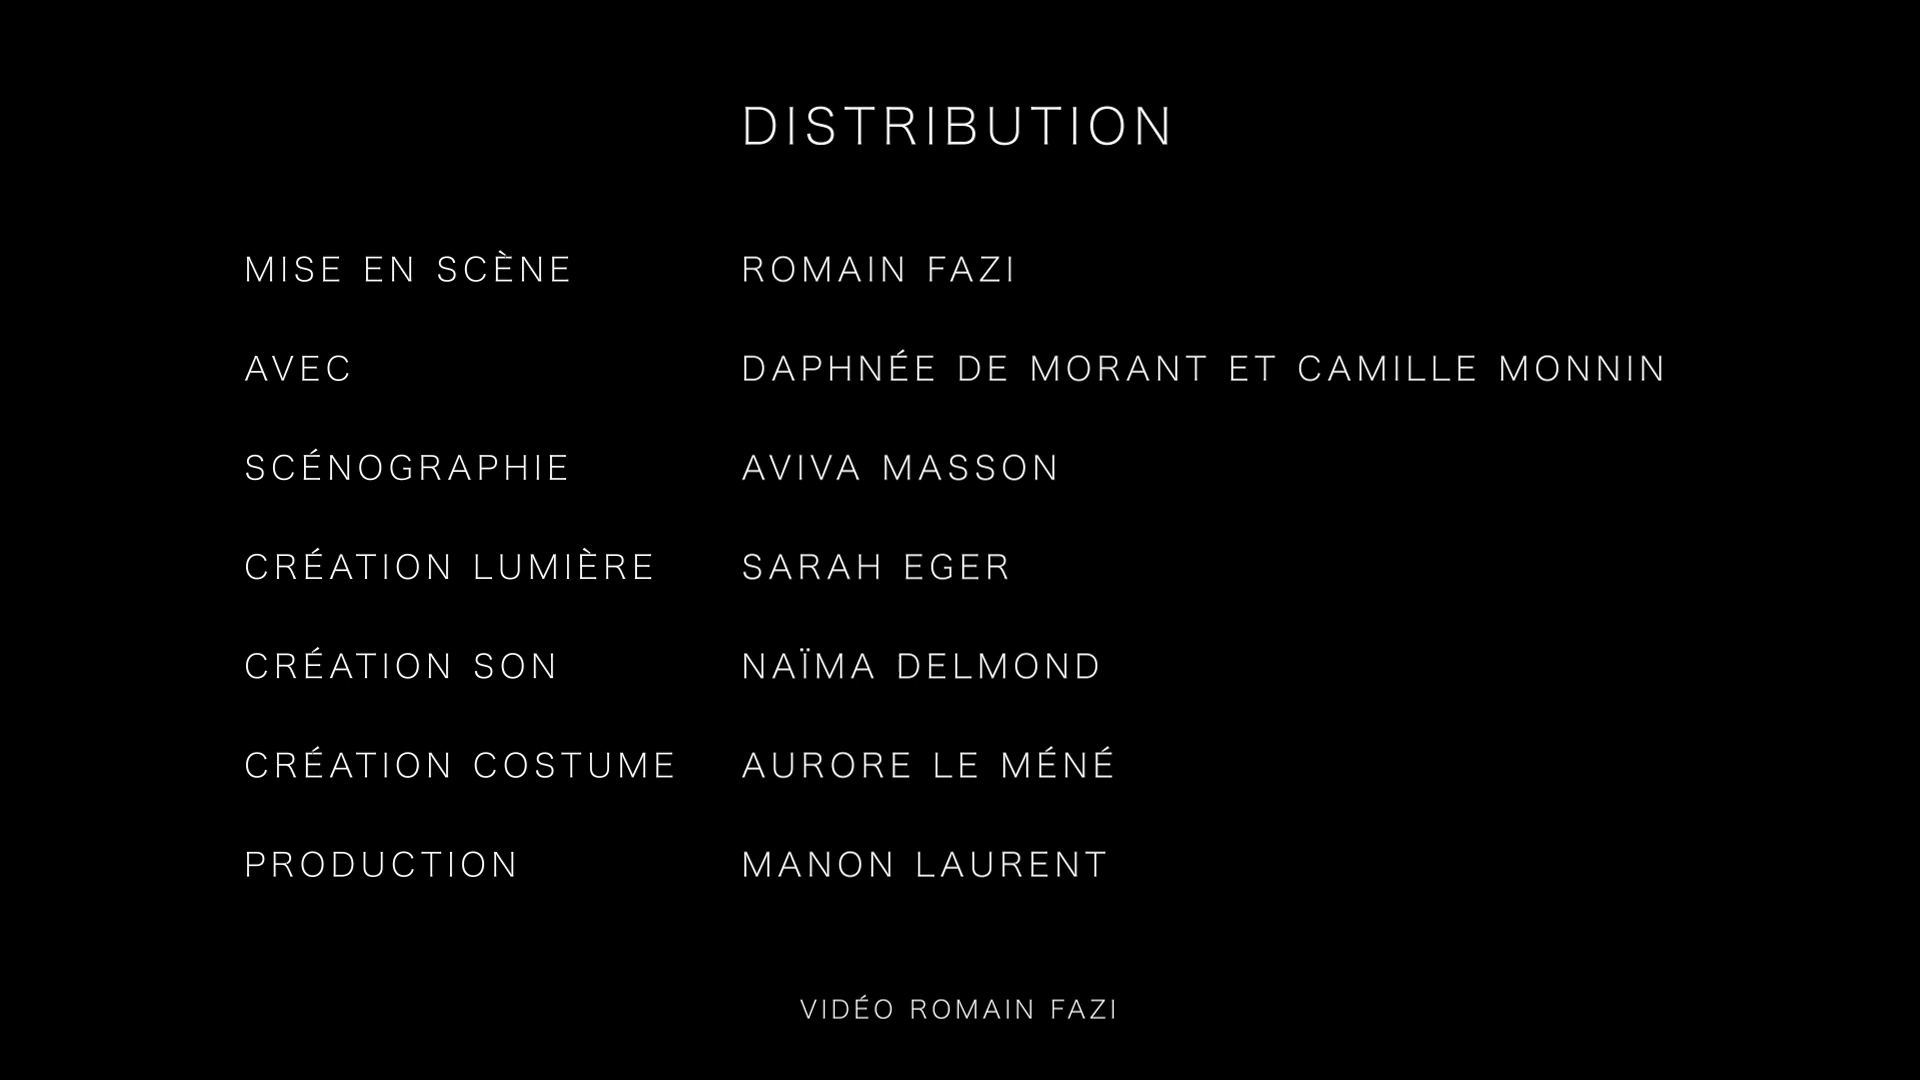 DISTRIBUTION
MISE EN SCÈNE ROMAIN FAZI
AVEC DAPHNÉE DE MORANT ET CAMILLE MONNIN
SCÉNOGRAPHIE AVIVA MASSON
CRÉATION LUMIÈRE SARAH EGER
CRÉATION SON NAÏMA DELMOND
CRÉATION COSTUME AURORE LE MÉNÉ
PRODUCTION MANON LAURENT
VIDÉO ROMAIN FAZI